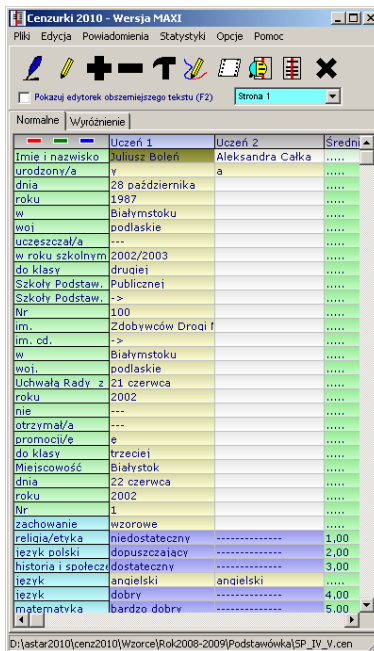 Cenzurki 2010 - Wersja MAXI
Pliki Edycja Powiadomienia Statystyki Opcje Pomoc
Pokazuj edytorek obszerniejszego tekstu (F2) Strona 1
Normalne Wyróżnienie
Uczeń 1 Uczeń 2 Średni
Imię i nazwisko Juliusz Boleń Aleksandra Całka .....
urodzony/a y a .....
dnia 28 października .....
roku 1987 .....
w Białymstoku .....
woj podlaskie .....
uczęszczał/a --- .....
w roku szkolnym 2002/2003 .....
do klasy drugiej .....
Szkoły Podstaw. Publicznej .....
Szkoły Podstaw. -> .....
Nr 100 .....
im. Zdobywców Drogi .....
im. cd. -> .....
w Białymstoku .....
woj. podlaskie .....
Uchwałą Rady z 21 czerwca .....
roku 2002 .....
nie --- .....
otrzymał/a --- .....
promocji/ę ę .....
do klasy trzeciej .....
Miejscowość Białystok .....
dnia 22 czerwca .....
roku 2002 .....
Nr 1 .....
zachowanie wzorowe .....
religia/etyka niedostateczny -------------- 1,00
język polski dopuszczający -------------- 2,00
historia i społecze dostateczny -------------- 3,00
język angielski angielski .....
język dobry -------------- 4,00
matematyka bardzo dobry -------------- 5,00
D:\astar2010\cenz2010\Wzorce\Rok2008-2009\Podstawówka\SP_IV_V.cen